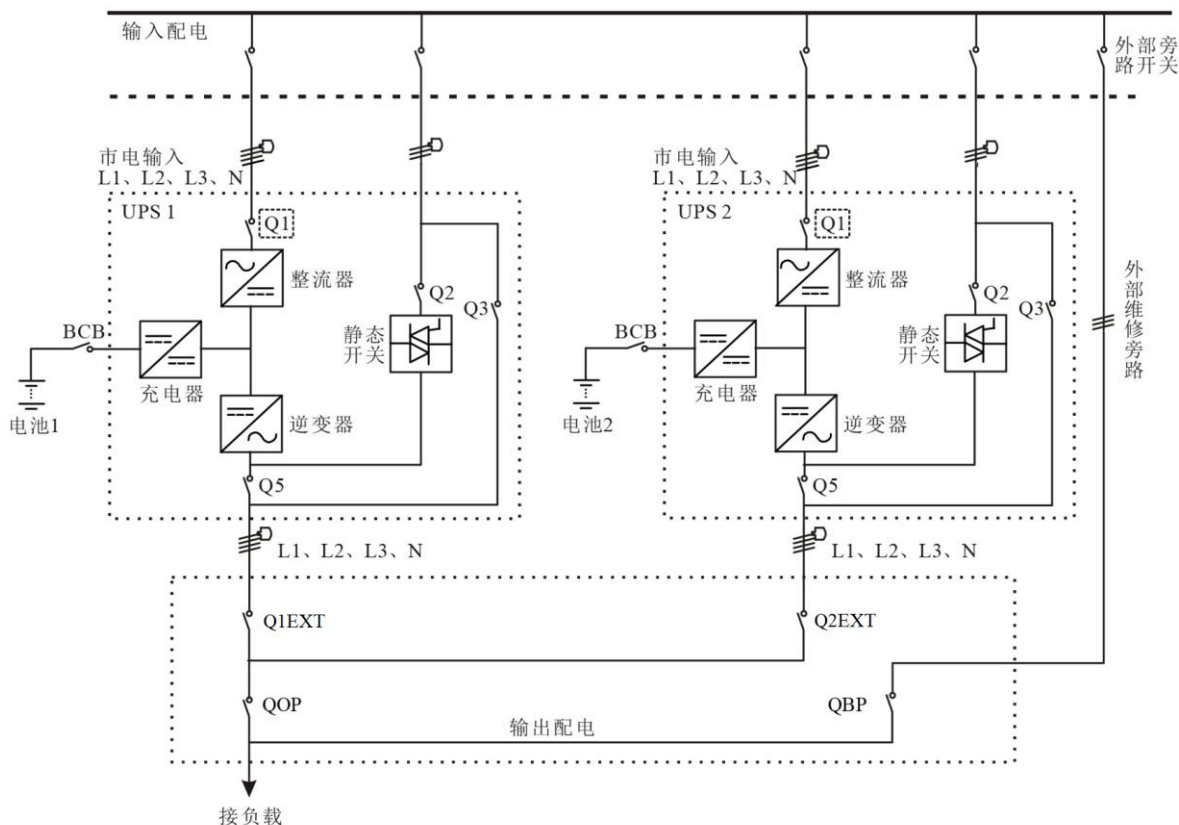 输入配电
外部旁
路开关
市电输入
L1、L2、L3、N
市电输入
L1、L2、L3、N
UPS 1
Q1
整流器
Q2
Q3
静态
开关
BCB
充电器
电池1
逆变器
Q5
L1、L2、L3、N
UPS 2
Q1
整流器
Q2
Q3
静态
开关
BCB
充电器
电池2
逆变器
Q5
L1、L2、L3、N
外部维修旁路
Q1EXT
Q2EXT
QOP
QBP
输出配电
接负载